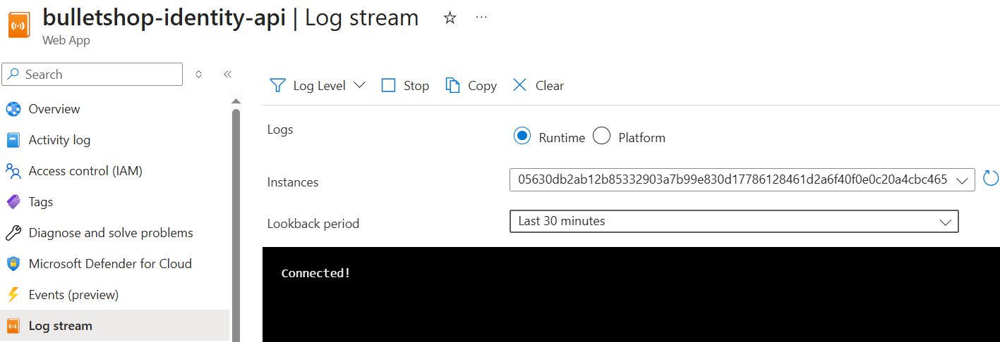 bulletshop-identity-api | Log stream
Web App
Search
Overview
Activity log
Access control (IAM)
Tags
Diagnose and solve problems
Microsoft Defender for Cloud
Events (preview)
Log stream
Log Level
Stop
Copy
Clear
Logs
Runtime
Platform
Instances
05630db2ab12b85332903a7b99e830d17786128461d2a6f40f0e0c20a4cbc465
Lookback period
Last 30 minutes
Connected!